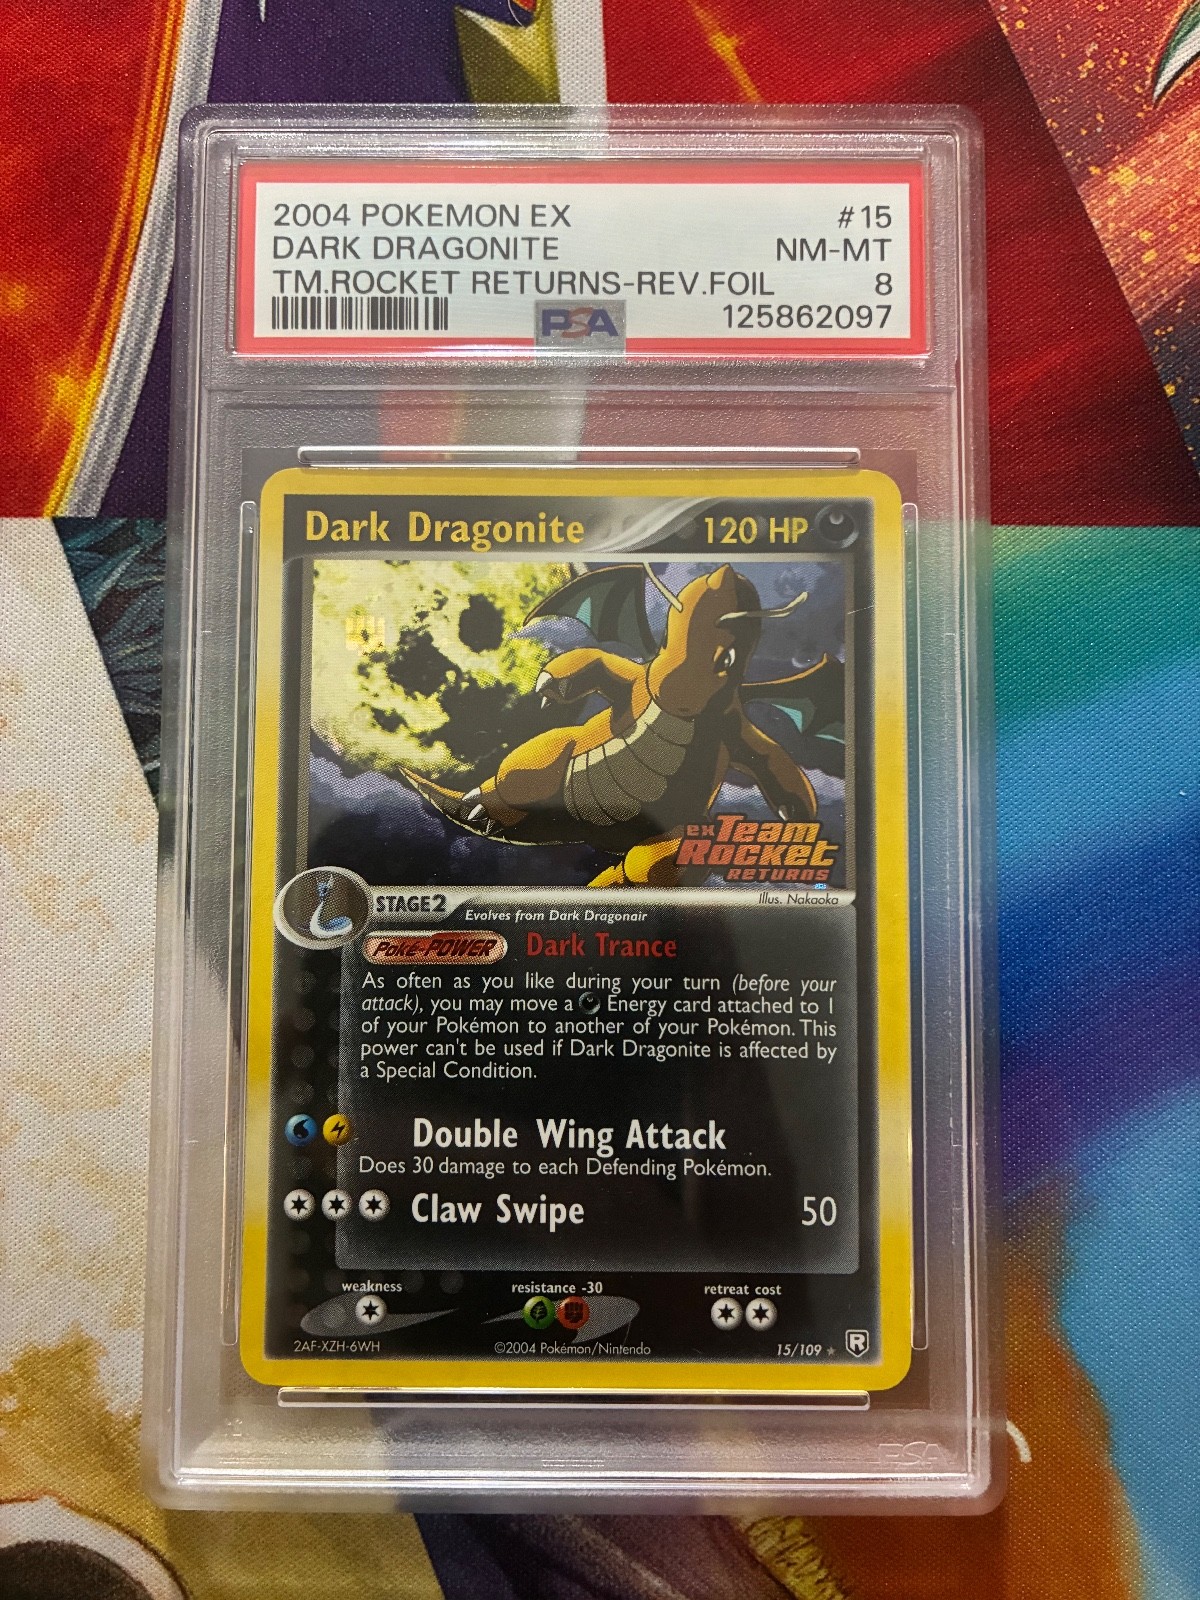 2004 POKEMON EX #15
DARK DRAGONITE NM-MT
TM.ROCKET RETURNS-REV.FOIL 8
PSA 125862097
Dark Dragonite 120 HP
ex Team
Rocket
RETURNS
STAGE2 Illus. Nakaoka
Evolves from Dark Dragonair
Poké-POWER Dark Trance
As often as you like during your turn (before your
attack), you may move a Energy card attached to 1
of your Pokémon to another of your Pokémon. This
power can't be used if Dark Dragonite is affected by
a Special Condition.
Double Wing Attack
Does 30 damage to each Defending Pokémon.
Claw Swipe 50
weakness resistance -30 retreat cost
2AF-XZH-6WH ©2004 Pokémon/Nintendo 15/109 ★ R
PSA